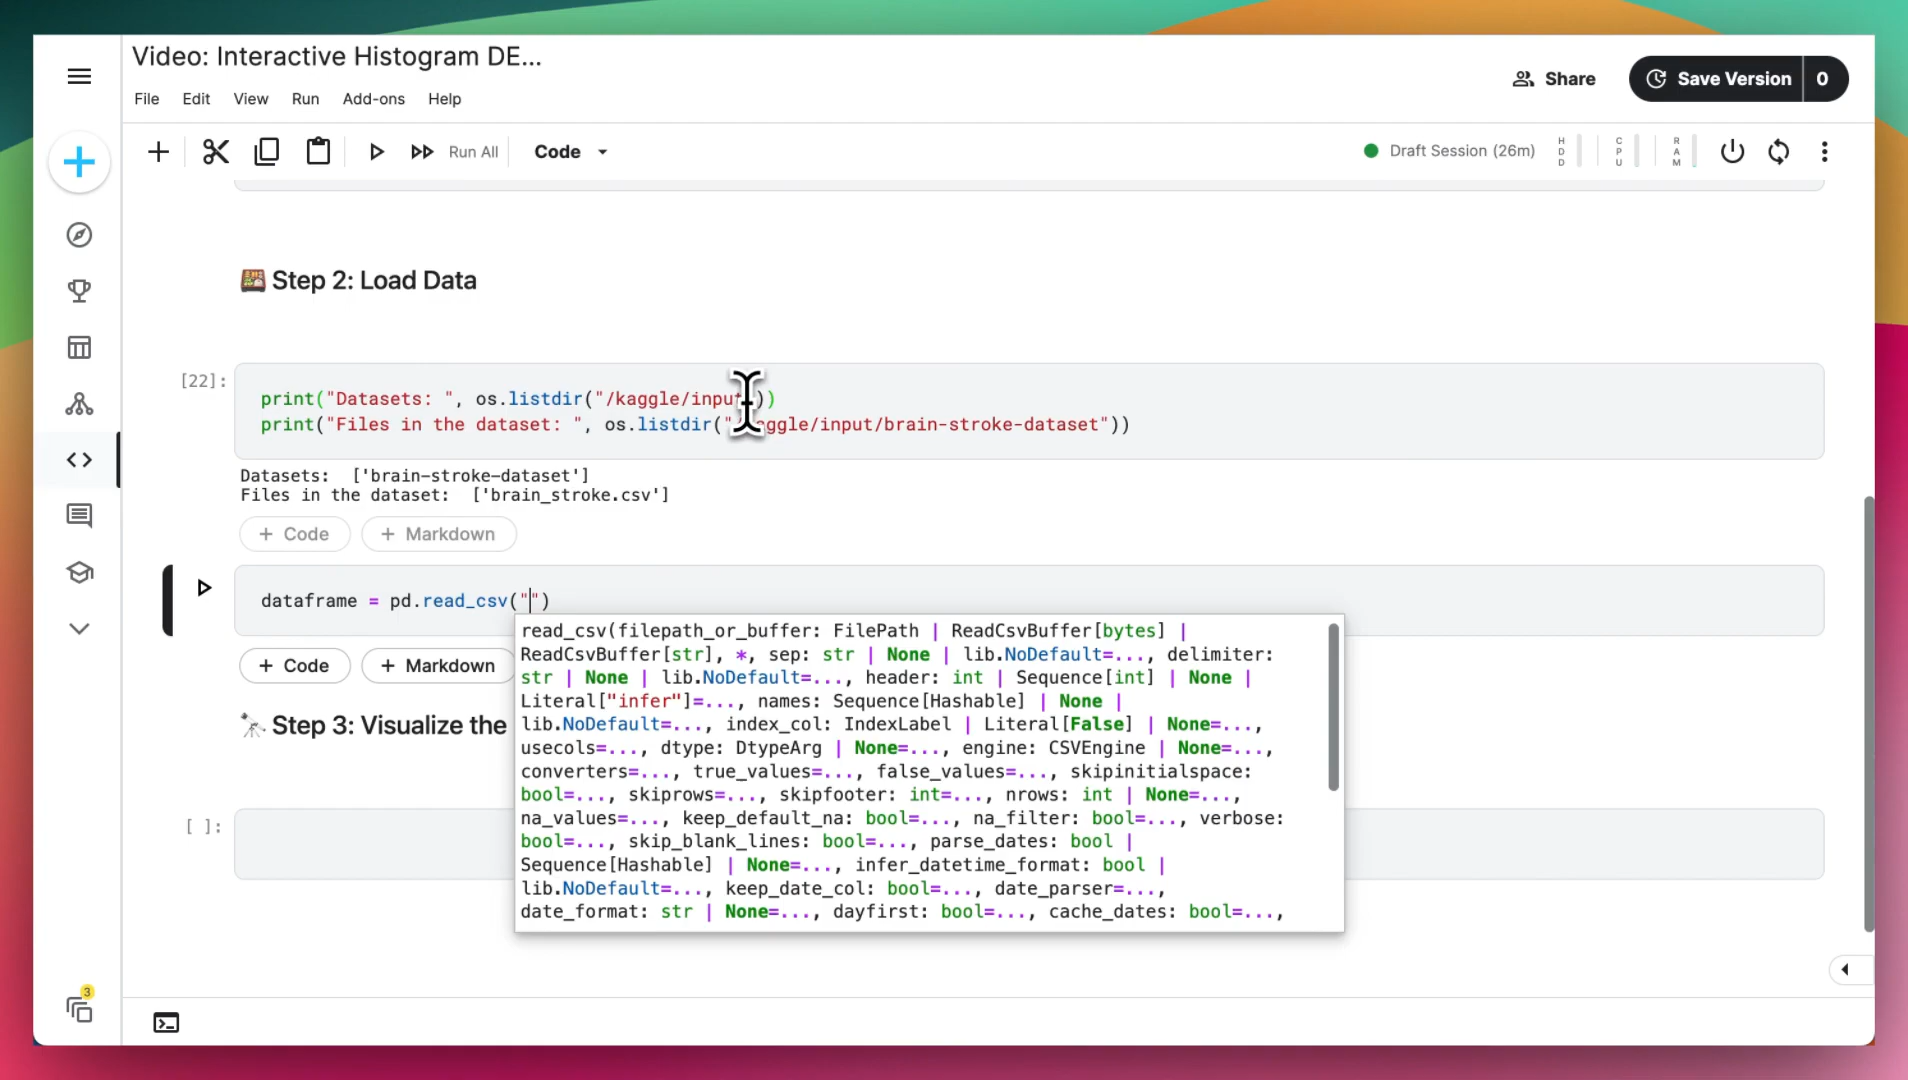 Video: Interactive Histogram DE...
File Edit View Run Add-ons Help
Share
Save Version 0
Run All
Code
Draft Session (26m)
HDD
CPU
RAM
Step 2: Load Data
[22]:
print("Datasets: ", os.listdir("/kaggle/input"))
print("Files in the dataset: ", os.listdir("/kaggle/input/brain-stroke-dataset"))
Datasets:  ['brain-stroke-dataset']
Files in the dataset:  ['brain_stroke.csv']
+ Code + Markdown
dataframe = pd.read_csv("")
read_csv(filepath_or_buffer: FilePath | ReadCsvBuffer[bytes] |
ReadCsvBuffer[str], *, sep: str | None | lib.NoDefault=..., delimiter:
str | None | lib.NoDefault=..., header: int | Sequence[int] | None |
Literal["infer"]=..., names: Sequence[Hashable] | None |
lib.NoDefault=..., index_col: IndexLabel | Literal[False] | None=...,
usecols=..., dtype: DtypeArg | None=..., engine: CSVEngine | None=...,
converters=..., true_values=..., false_values=..., skipinitialspace:
bool=..., skiprows=..., skipfooter: int=..., nrows: int | None=...,
na_values=..., keep_default_na: bool=..., na_filter: bool=..., verbose:
bool=..., skip_blank_lines: bool=..., parse_dates: bool |
Sequence[Hashable] | None=..., infer_datetime_format: bool |
lib.NoDefault=..., keep_date_col: bool=..., date_parser=...,
date_format: str | None=..., dayfirst: bool=..., cache_dates: bool=...,
+ Code + Markdown
Step 3: Visualize the
[ ]:
3